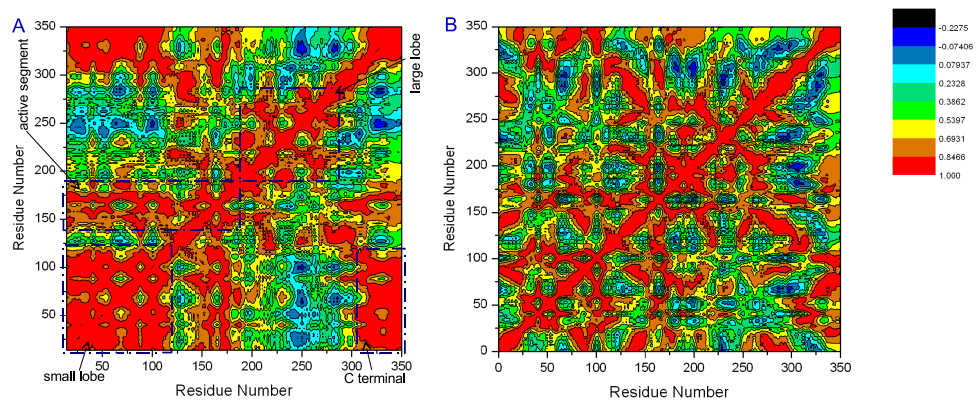 A
350
300
250
200
150
100
50
Residue Number
50 100 150 200 250 300 350
Residue Number
active segment
large lobe
small lobe
C terminal
B
350
300
250
200
150
100
50
0
Residue Number
0 50 100 150 200 250 300 350
Residue Number
-0.2275
-0.07406
0.07937
0.2328
0.3862
0.5397
0.6931
0.8466
1.000